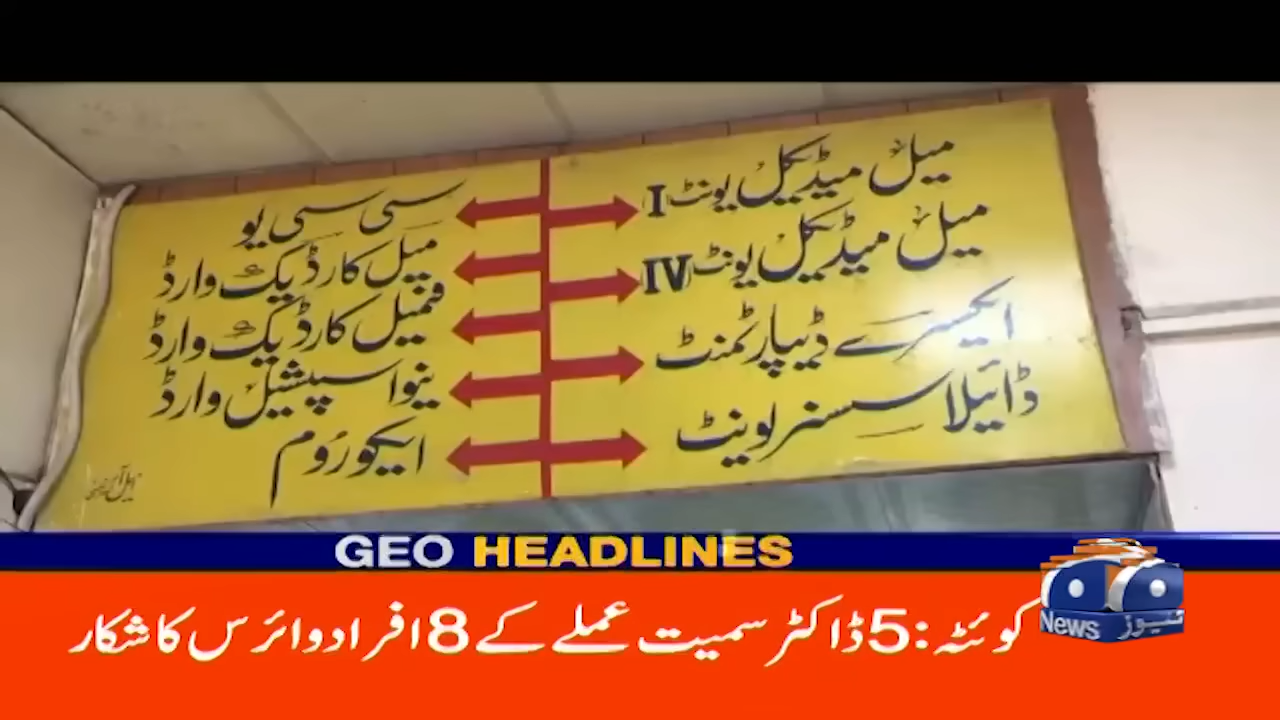 میل میڈیکل یونٹ I
میل میڈیکل یونٹ IV
ایکسرے ڈیپارٹمنٹ
ڈائیلاسسز یونٹ
سی سی یو
میل کارڈیک وارڈ
فمیل کارڈیک وارڈ
نیو اسپیشیل وارڈ
ایکو روم
GEO HEADLINES
کوئٹہ: 5 ڈاکٹر سمیت عملے کے 8 افراد وائرس کا شکار
News نیوز